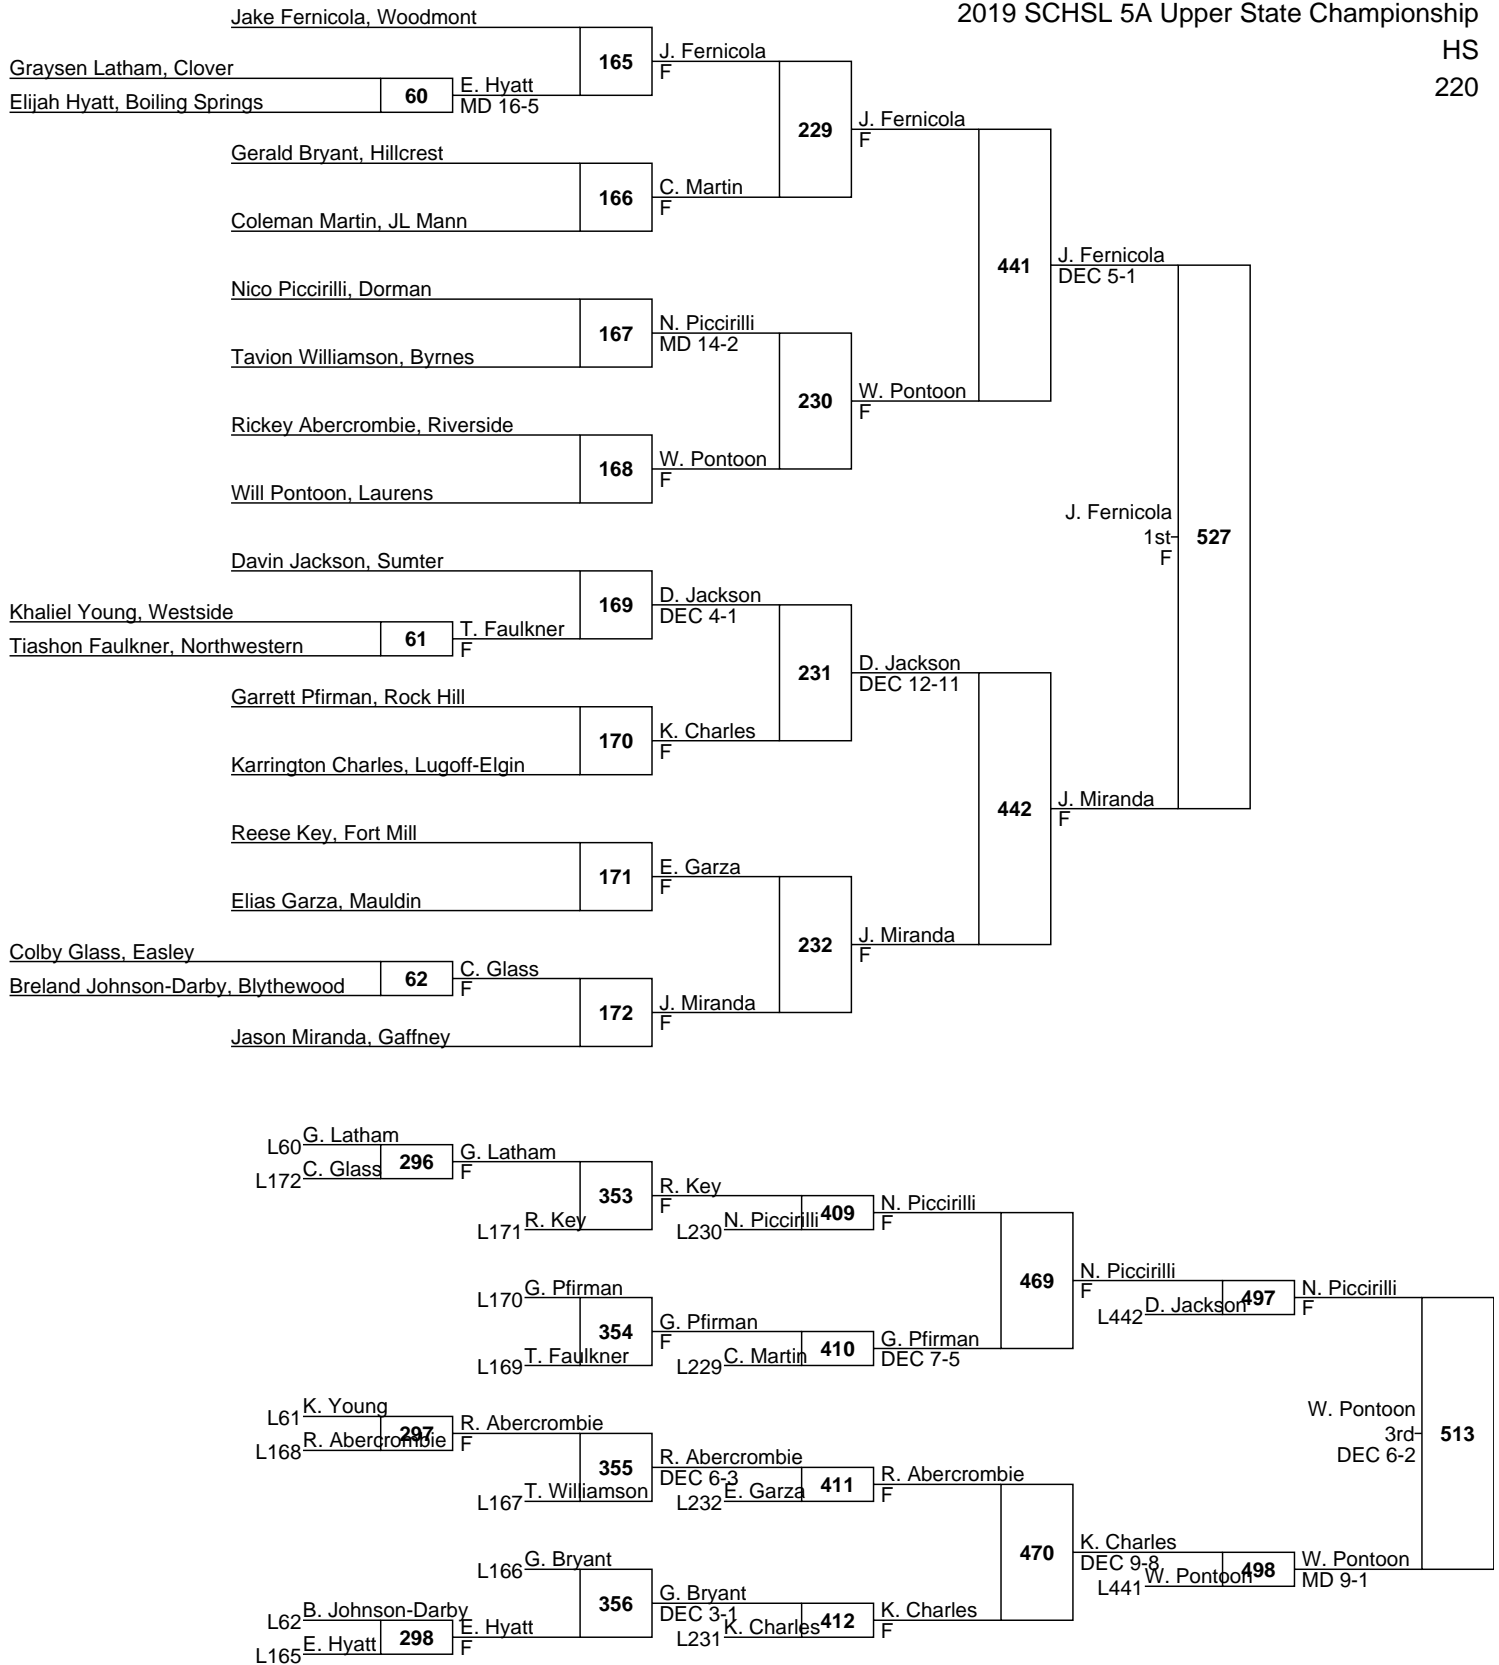 2019 SCHSL 5A Upper State Championship
HS
220
Jake Fernicola, Woodmont
165
J. Fernicola
F
Graysen Latham, Clover
60
E. Hyatt
Elijah Hyatt, Boiling Springs
MD 16-5
229
J. Fernicola
F
Gerald Bryant, Hillcrest
166
C. Martin
F
Coleman Martin, JL Mann
441
J. Fernicola
DEC 5-1
Nico Piccirilli, Dorman
167
N. Piccirilli
MD 14-2
Tavion Williamson, Byrnes
230
W. Pontoon
F
Rickey Abercrombie, Riverside
168
W. Pontoon
F
Will Pontoon, Laurens
J. Fernicola
1st
F
527
Davin Jackson, Sumter
169
D. Jackson
DEC 4-1
Khaliel Young, Westside
61
T. Faulkner
Tiashon Faulkner, Northwestern
F
231
D. Jackson
DEC 12-11
Garrett Pfirman, Rock Hill
170
K. Charles
F
Karrington Charles, Lugoff-Elgin
442
J. Miranda
F
Reese Key, Fort Mill
171
E. Garza
F
Elias Garza, Mauldin
232
J. Miranda
F
Colby Glass, Easley
62
C. Glass
Breland Johnson-Darby, Blythewood
F
172
J. Miranda
F
Jason Miranda, Gaffney
L60 G. Latham
296
G. Latham
F
L172 C. Glass
353
R. Key
F
L171 R. Key
L230 N. Piccirilli
409
N. Piccirilli
F
469
N. Piccirilli
F
L170 G. Pfirman
354
G. Pfirman
F
L169 T. Faulkner
L229 C. Martin
410
G. Pfirman
DEC 7-5
L442 D. Jackson
497
N. Piccirilli
F
L61 K. Young
297
R. Abercrombie
F
L168 R. Abercrombie
355
R. Abercrombie
DEC 6-3
L167 T. Williamson
L232 E. Garza
411
R. Abercrombie
F
W. Pontoon
3rd
DEC 6-2
513
470
K. Charles
DEC 9-8
L441 W. Pontoon
498
W. Pontoon
MD 9-1
L166 G. Bryant
356
G. Bryant
DEC 3-1
L62 B. Johnson-Darby
298
E. Hyatt
F
L165 E. Hyatt
L231 K. Charles
412
K. Charles
F